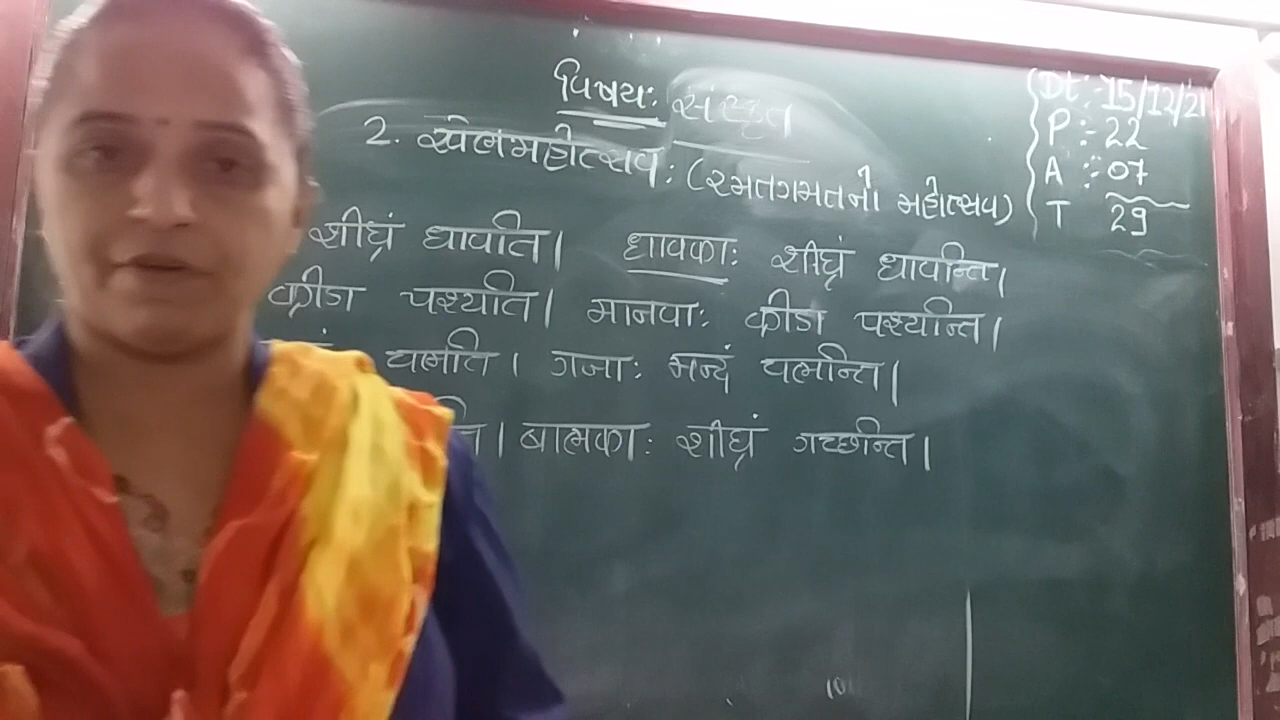 विषयः संस्कृत
2. खेलमहोत्सवः (રમતગમતનો મહોત્સવ)
Dt :- 15/12/21
P :- 22
A :- 07
T 29
शीघ्रं धावति। धावकाः शीघ्रं धावन्ति।
क्रीडा पश्यति। मानवाः क्रीडा पश्यन्ति।
चलति। गजाः मन्दं चलन्ति।
बालकाः शीघ्रं गच्छन्ति।